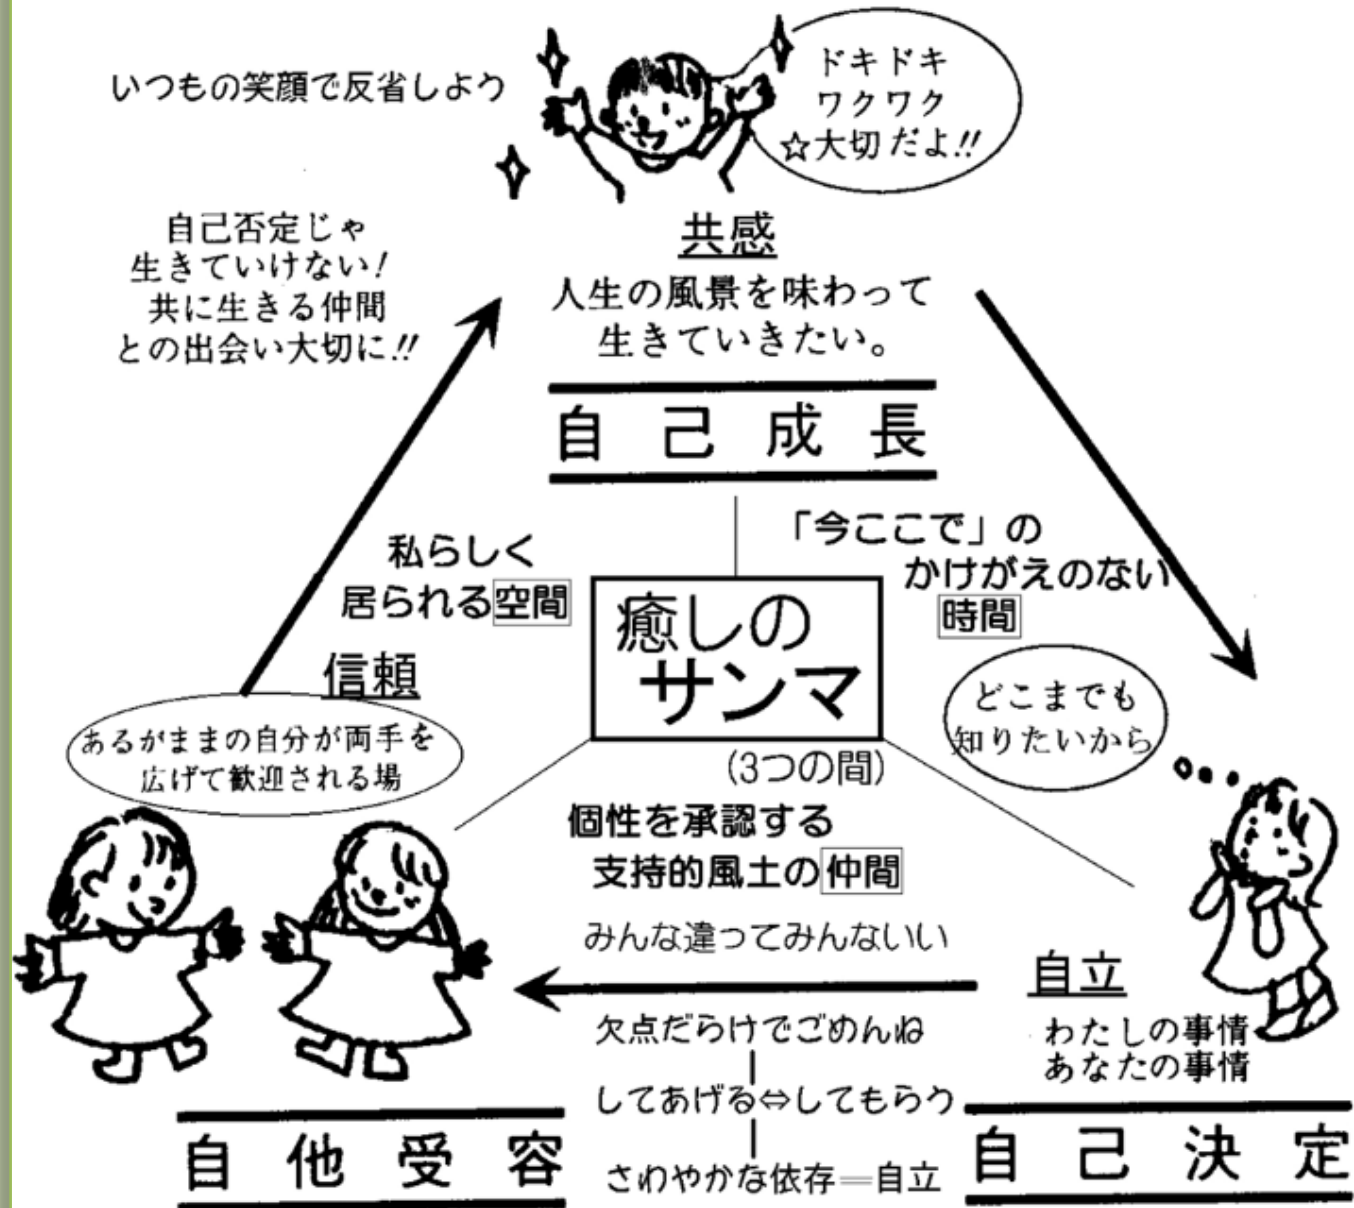 いつもの笑顔で反省しよう
ドキドキ
ワクワク
☆大切だよ!!
自己否定じゃ
生きていけない!
共に生きる仲間
との出会い大切に!!
共感
人生の風景を味わって
生きていきたい。
自己成長
私らしく
居られる空間
「今ここで」の
かけがえのない
時間
癒しの
サンマ
(3つの間)
信頼
あるがままの自分が両手を
広げて歓迎される場
どこまでも
知りたいから
個性を承認する
支持的風土の仲間
みんな違ってみんないい
自立
わたしの事情
あなたの事情
欠点だらけでごめんね
してあげる⇔してもらう
さわやかな依存＝自立
自他受容
自己決定